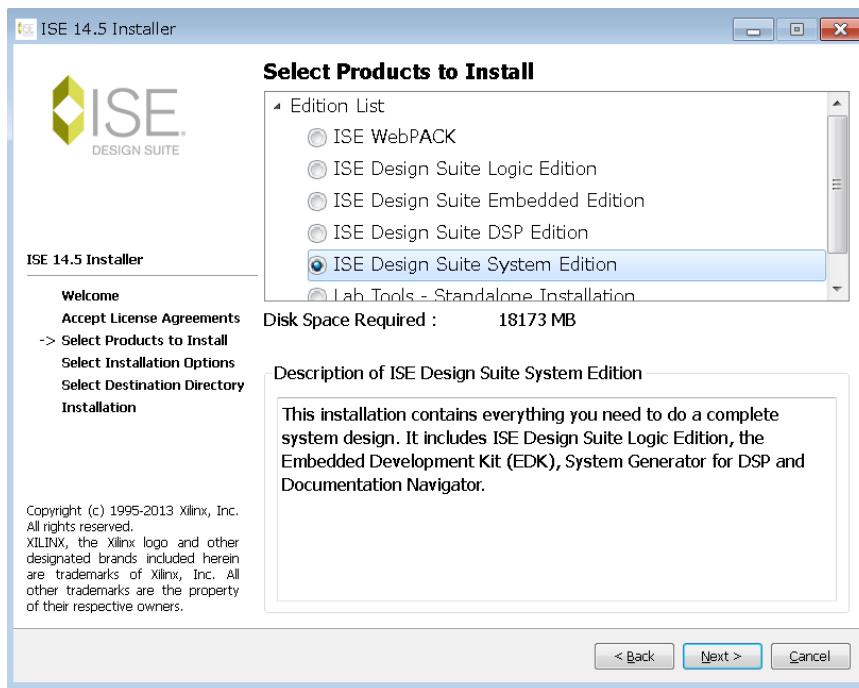 ISE 14.5 Installer
ISE.
DESIGN SUITE
ISE 14.5 Installer
Welcome
Accept License Agreements
-> Select Products to Install
Select Installation Options
Select Destination Directory
Installation
Copyright (c) 1995-2013 Xilinx, Inc.
All rights reserved.
XILINX, the Xilinx logo and other
designated brands included herein
are trademarks of Xilinx, Inc. All
other trademarks are the property
of their respective owners.
Select Products to Install
Edition List
ISE WebPACK
ISE Design Suite Logic Edition
ISE Design Suite Embedded Edition
ISE Design Suite DSP Edition
ISE Design Suite System Edition
Lab Tools - Standalone Installation
Disk Space Required : 18173 MB
Description of ISE Design Suite System Edition
This installation contains everything you need to do a complete
system design. It includes ISE Design Suite Logic Edition, the
Embedded Development Kit (EDK), System Generator for DSP and
Documentation Navigator.
< Back
Next >
Cancel